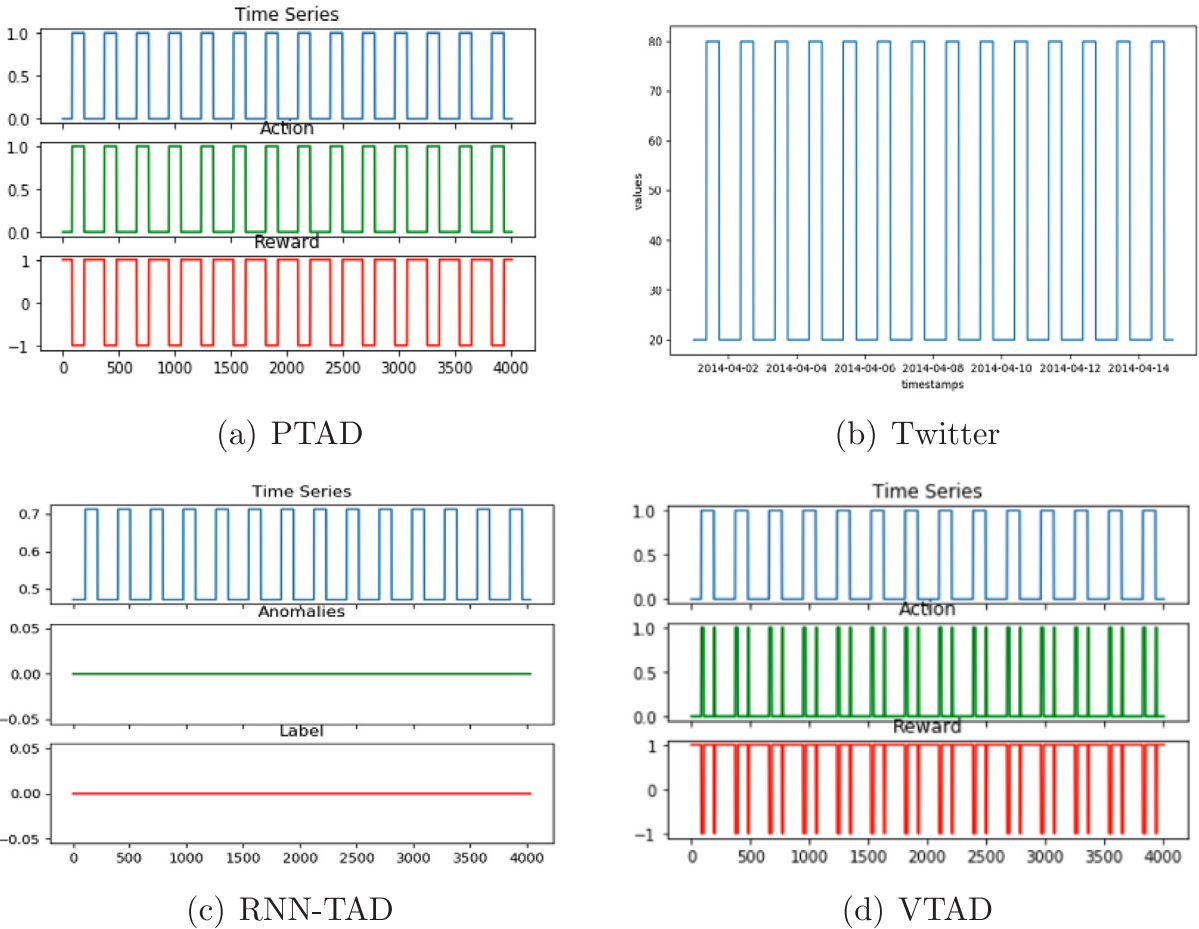 Time Series
1.0
0.5
0.0
Action
1.0
0.5
0.0
Reward
1
0
−1
0 500 1000 1500 2000 2500 3000 3500 4000
(a) PTAD
80
70
60
50
40
30
20
values
2014-04-02 2014-04-04 2014-04-06 2014-04-08 2014-04-10 2014-04-12 2014-04-14
timestamps
(b) Twitter
Time Series
0.7
0.6
0.5
Anomalies
0.05
0.00
−0.05
Label
0.05
0.00
−0.05
0 500 1000 1500 2000 2500 3000 3500 4000
(c) RNN-TAD
Time Series
1.0
0.5
0.0
Action
1.0
0.5
0.0
Reward
1
0
−1
0 500 1000 1500 2000 2500 3000 3500 4000
(d) VTAD